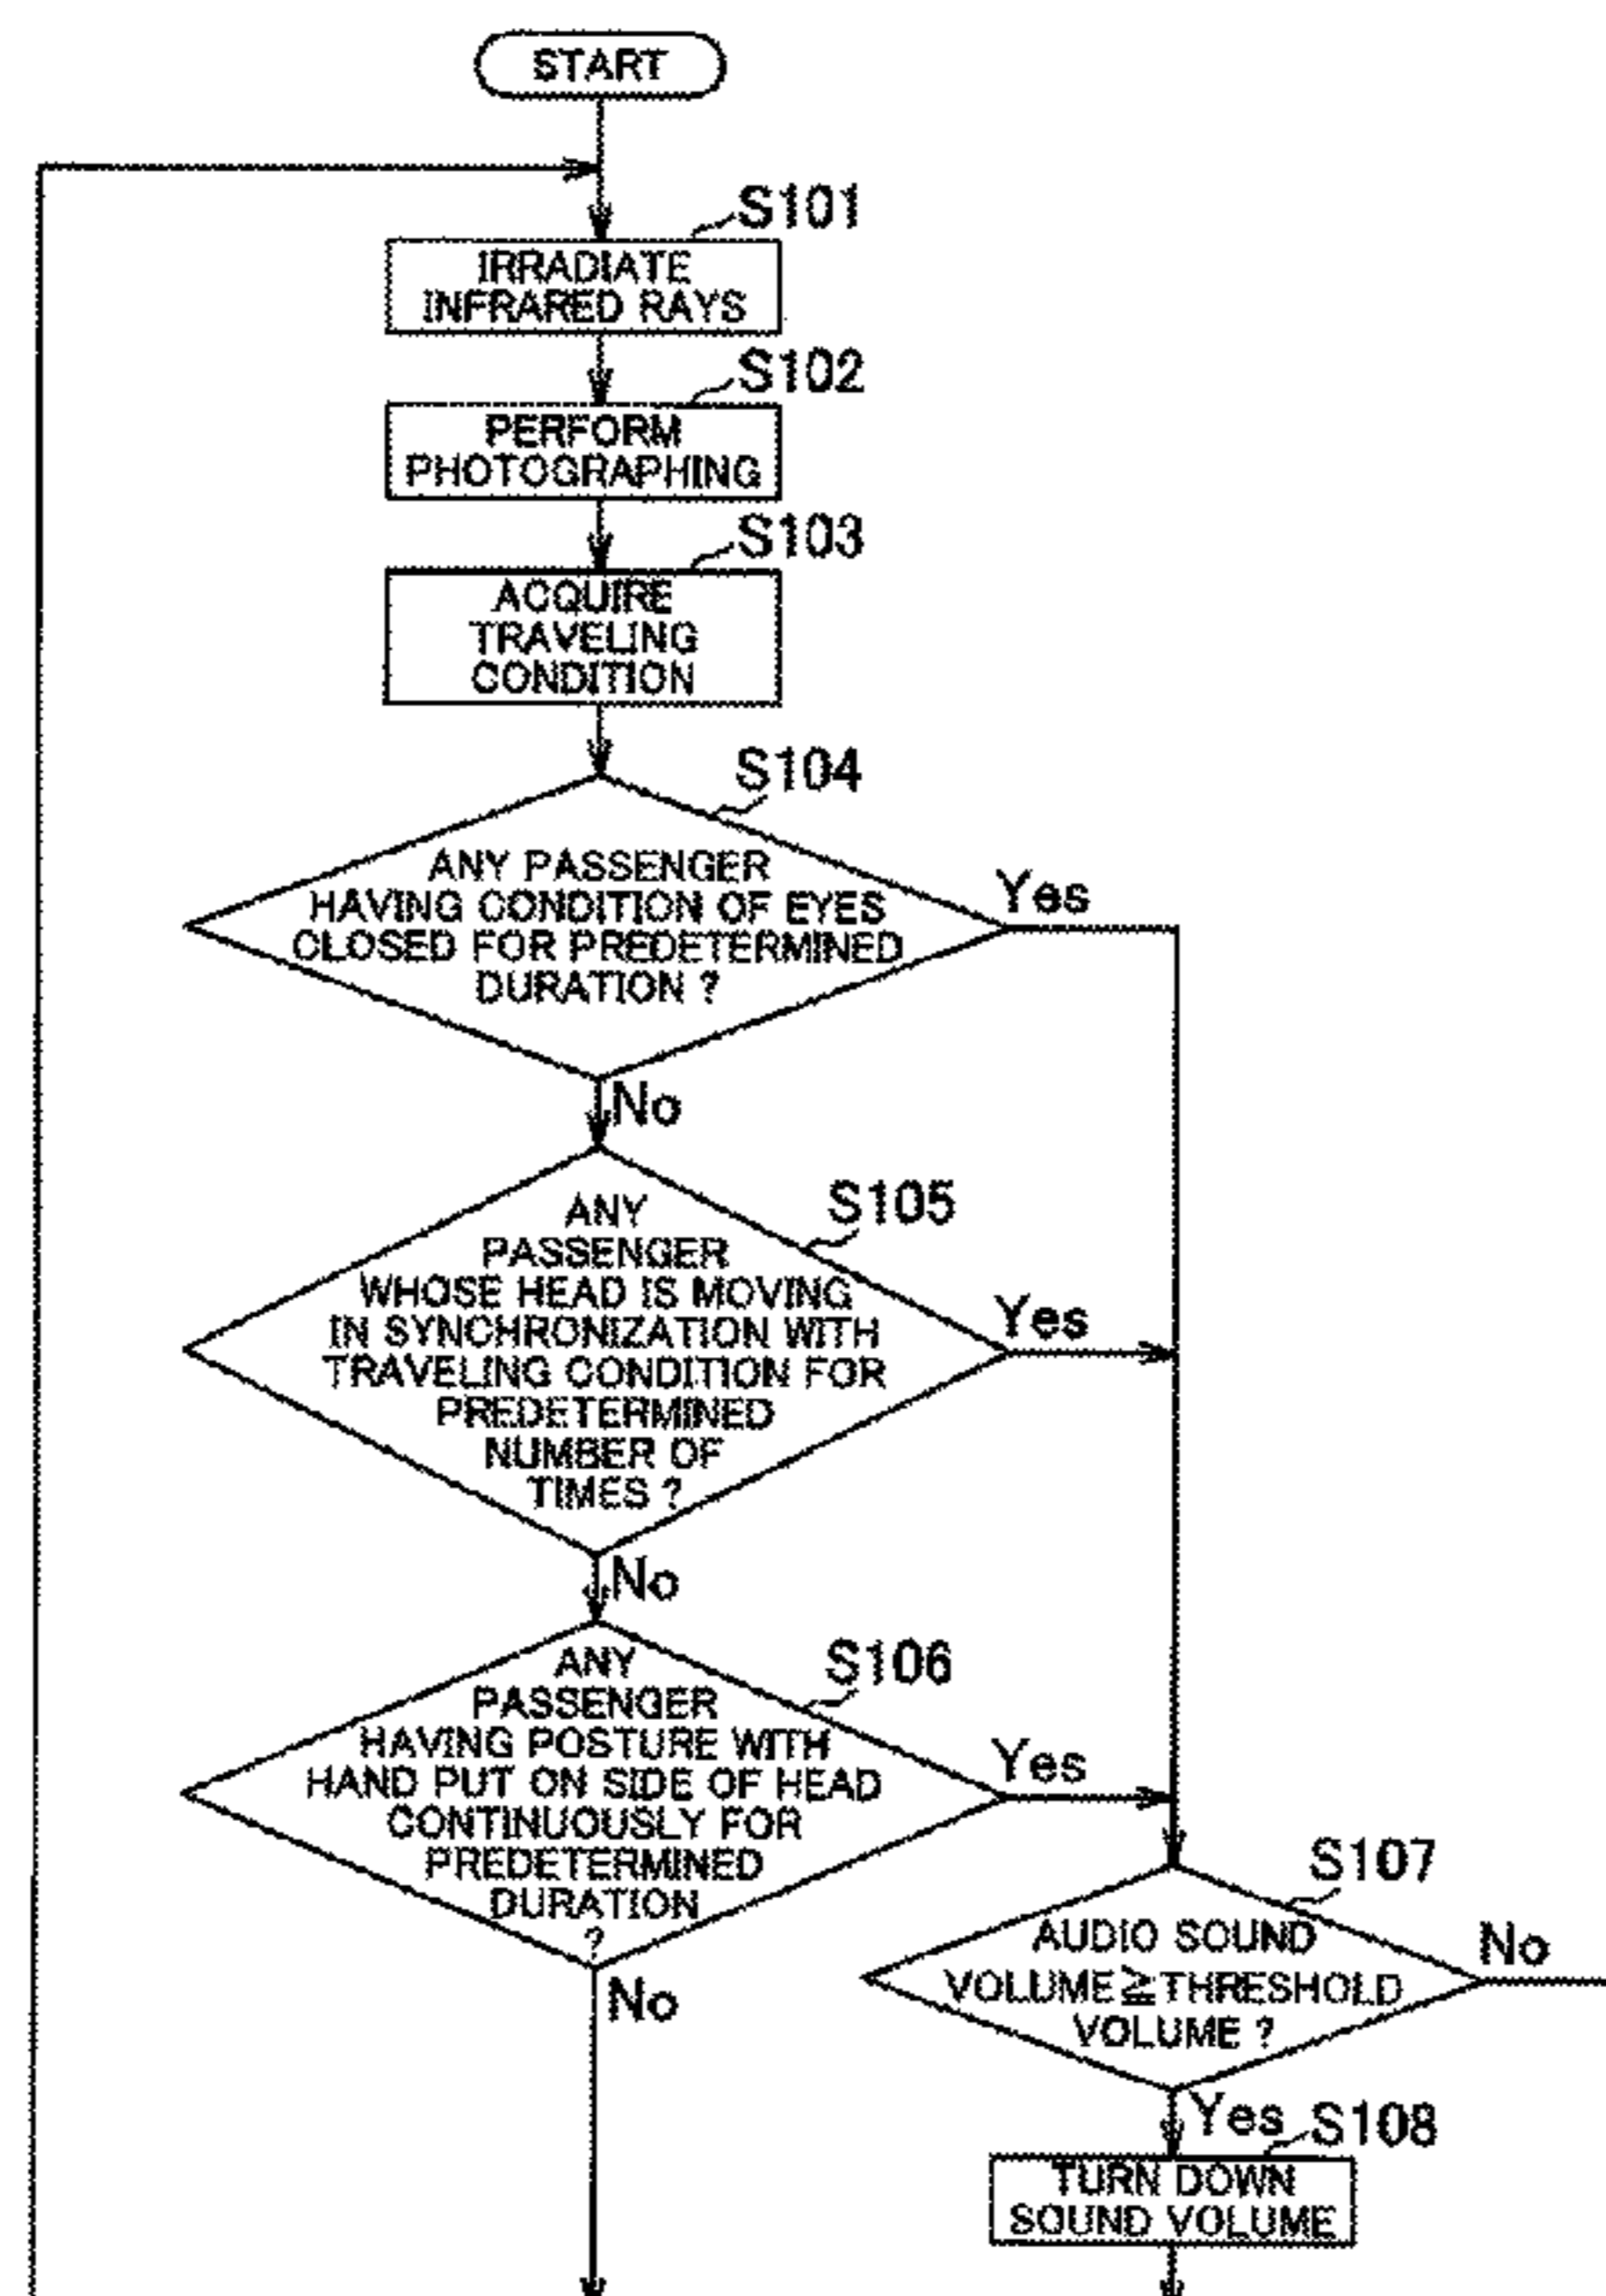 START
S101
IRRADIATE
INFRARED RAYS
S102
PERFORM
PHOTOGRAPHING
S103
ACQUIRE
TRAVELING
CONDITION
S104
ANY PASSENGER
HAVING CONDITION OF EYES
CLOSED FOR PREDETERMINED
DURATION ?
Yes
No
S105
ANY
PASSENGER
WHOSE HEAD IS MOVING
IN SYNCHRONIZATION WITH
TRAVELING CONDITION FOR
PREDETERMINED
NUMBER OF
TIMES ?
Yes
No
S106
ANY
PASSENGER
HAVING POSTURE WITH
HAND PUT ON SIDE OF HEAD
CONTINUOUSLY FOR
PREDETERMINED
DURATION
?
Yes
No
S107
AUDIO SOUND
VOLUME≧THRESHOLD
VOLUME ?
No
Yes
S108
TURN DOWN
SOUND VOLUME